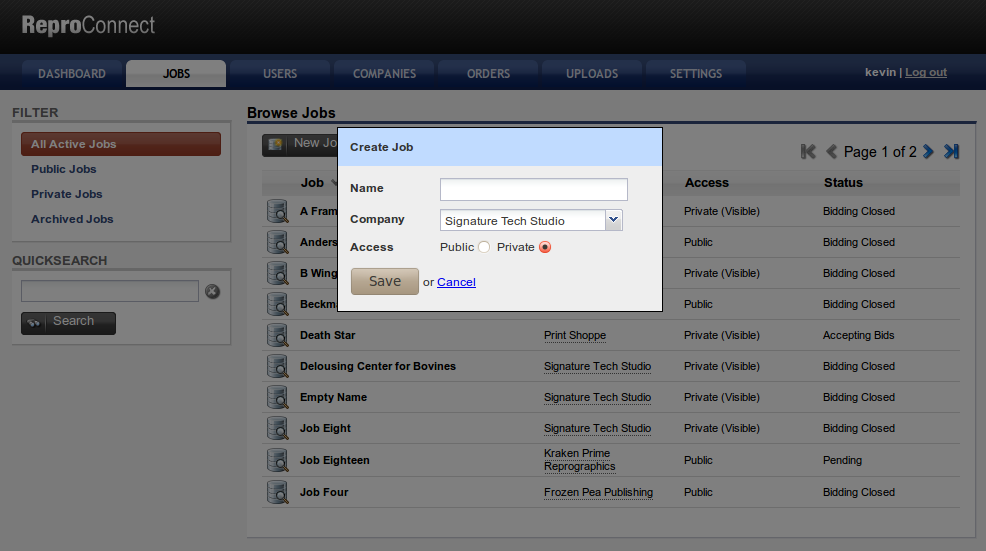 ReproConnect
DASHBOARD JOBS USERS COMPANIES ORDERS UPLOADS SETTINGS kevin | Log out
FILTER
All Active Jobs
Public Jobs
Private Jobs
Archived Jobs
QUICKSEARCH
Search
Browse Jobs
New Jo
Page 1 of 2
Create Job
Name
Company Signature Tech Studio
Access Public Private
Save or Cancel
Job Access Status
A Fram Private (Visible) Bidding Closed
Anders Public Bidding Closed
B Wing Private (Visible) Bidding Closed
Beckma Public Bidding Closed
Death Star Print Shoppe Private (Visible) Accepting Bids
Delousing Center for Bovines Signature Tech Studio Private (Visible) Bidding Closed
Empty Name Signature Tech Studio Private (Visible) Bidding Closed
Job Eight Signature Tech Studio Private (Visible) Bidding Closed
Job Eighteen Kraken Prime Reprographics Public Pending
Job Four Frozen Pea Publishing Public Bidding Closed